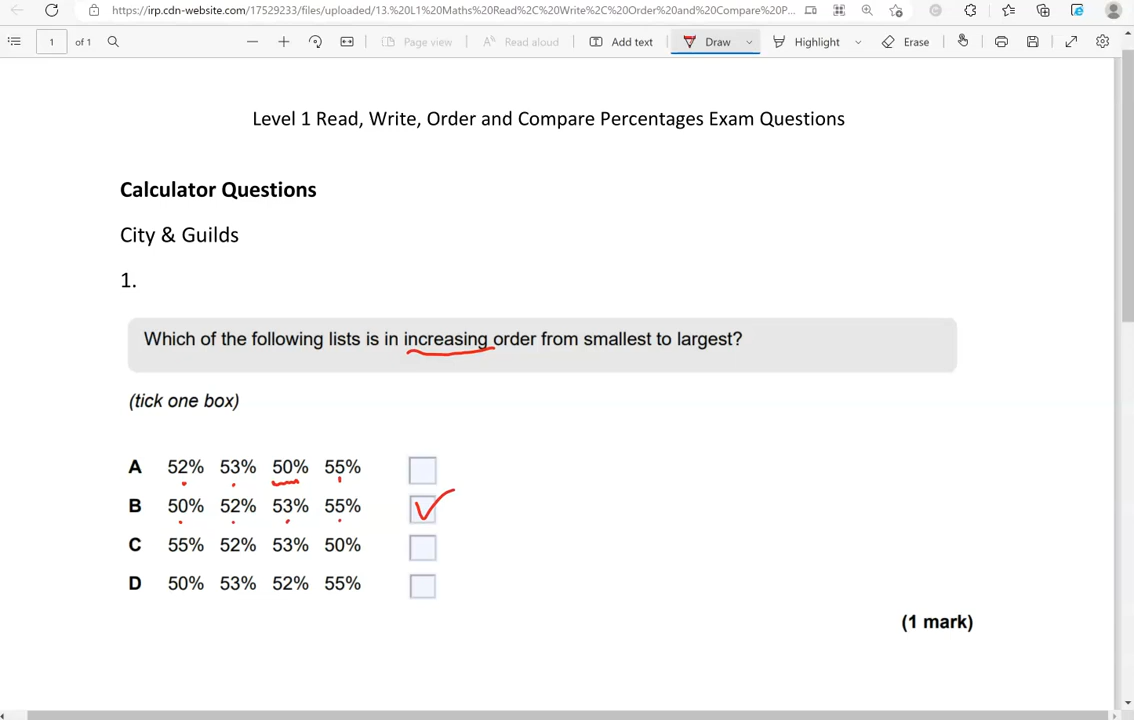 https://irp.cdn-website.com/17529233/files/uploaded/13.%20L1%20Maths%20Read%2C%20Write%2C%20Order%20and%20Compare%20P...
1 of 1 Page view Read aloud Add text Draw Highlight Erase
Level 1 Read, Write, Order and Compare Percentages Exam Questions
Calculator Questions
City & Guilds
1.
Which of the following lists is in increasing order from smallest to largest?
(tick one box)
A 52% 53% 50% 55%
B 50% 52% 53% 55%
C 55% 52% 53% 50%
D 50% 53% 52% 55%
(1 mark)